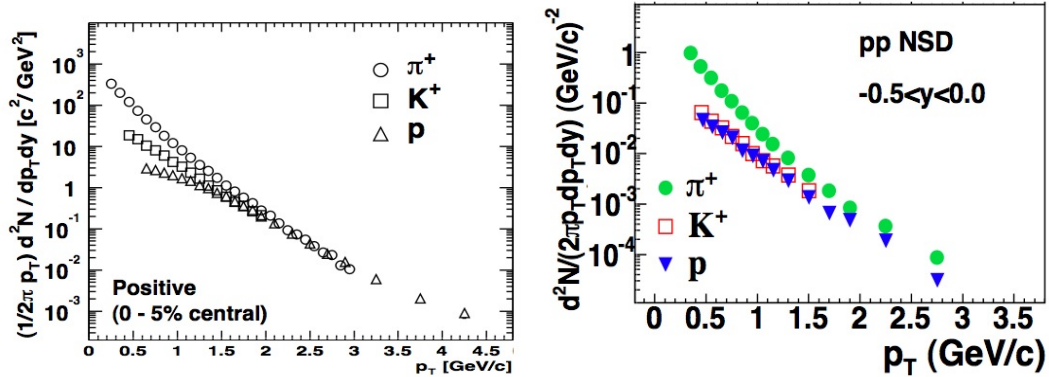 (1/2π p_T) d²N / dp_T dy [c²/GeV²]
10³
10²
10
1
10⁻¹
10⁻²
10⁻³
π⁺
K⁺
p
Positive
(0 - 5% central)
0 0.5 1 1.5 2 2.5 3 3.5 4 4.5
p_T [GeV/c]
d²N/(2πp_T dp_T dy) (GeV/c)⁻²
1
10⁻¹
10⁻²
10⁻³
10⁻⁴
pp NSD
-0.5<y<0.0
π⁺
K⁺
p
0 0.5 1 1.5 2 2.5 3 3.5
p_T (GeV/c)